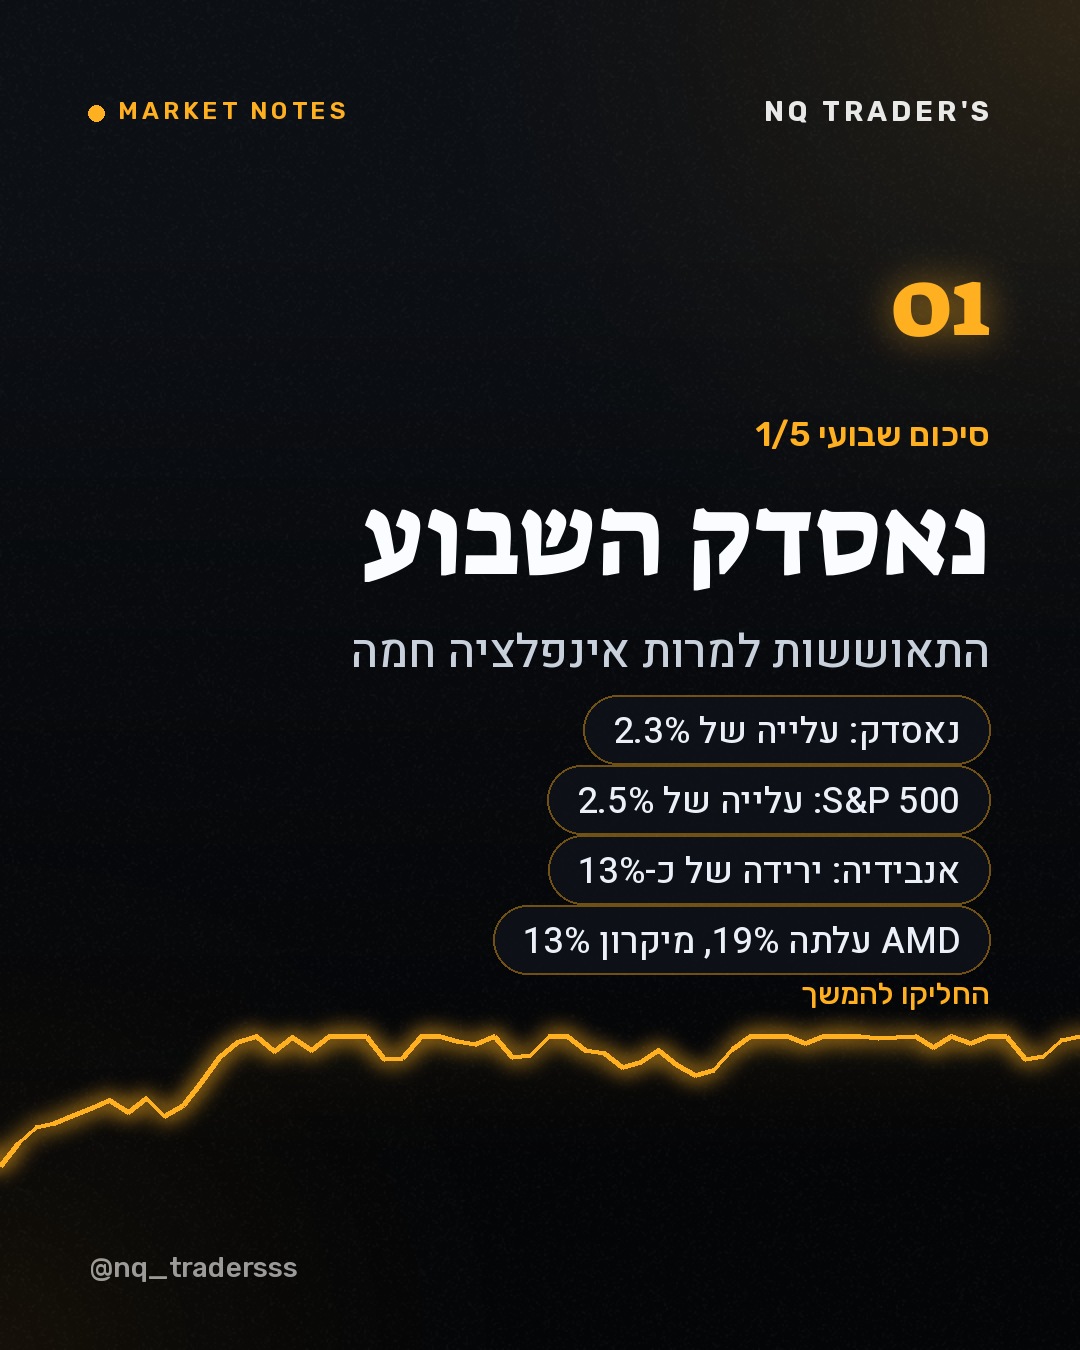 MARKET NOTES
NQ TRADER'S
01
סיכום שבועי 1/5
נאסדק השבוע
התאוששות למרות אינפלציה חמה
נאסדק: עלייה של 2.3%
S&P 500: עלייה של 2.5%
אנבידיה: ירידה של כ-13%
AMD עלתה 19%, מיקרון 13%
החליקו להמשך
@nq_tradersss